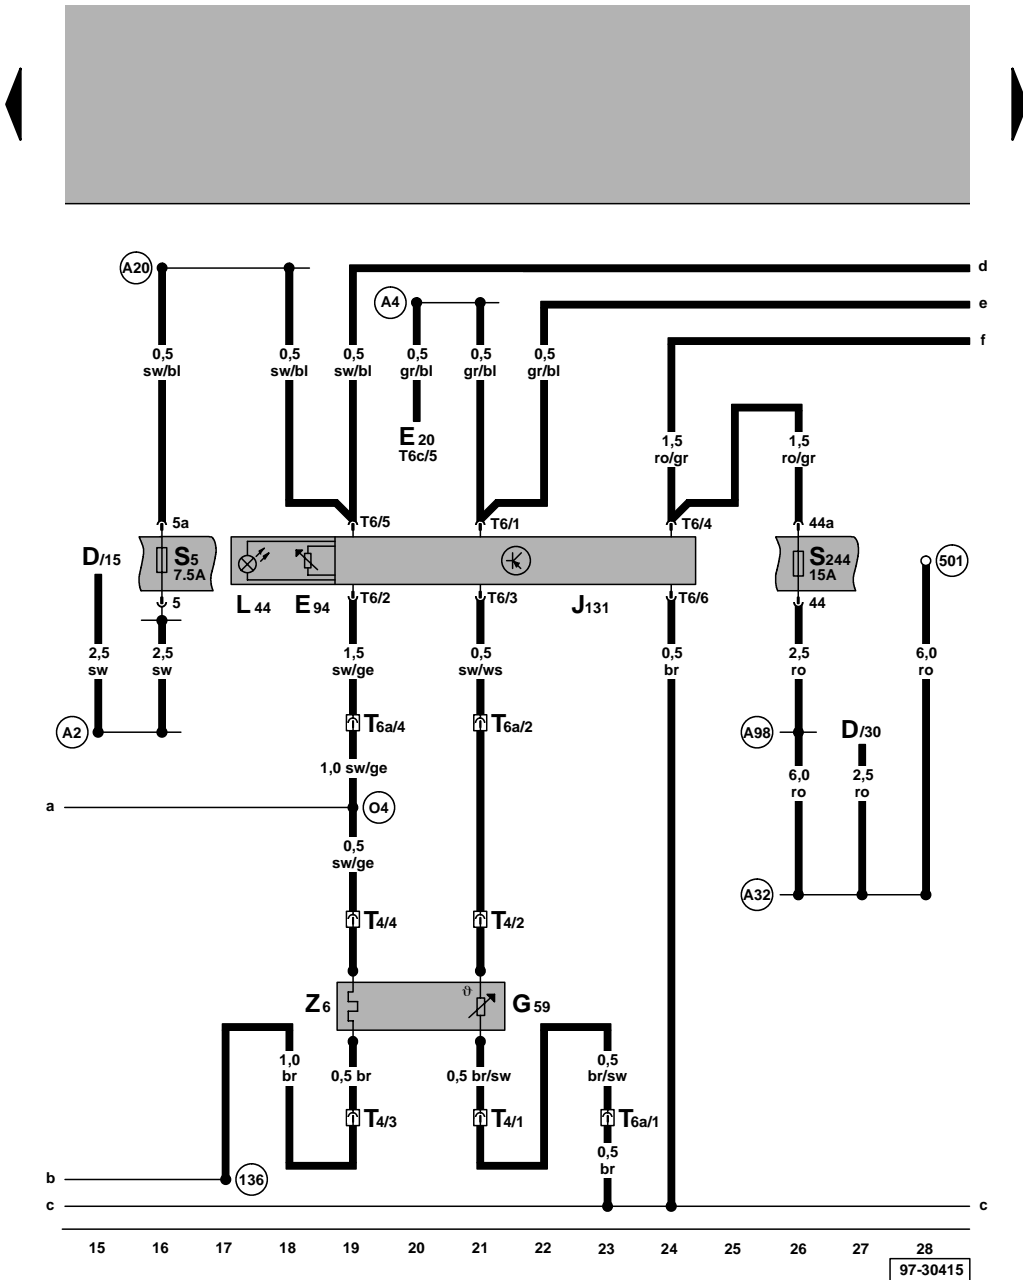 A20
d
A4
e
f
0,5 sw/bl
0,5 sw/bl
0,5 sw/bl
0,5 gr/bl
0,5 gr/bl
0,5 gr/bl
E 20
T6c/5
1,5 ro/gr
1,5 ro/gr
5a
T6/5
T6/1
T6/4
44a
D/15
S5
7.5A
S244
15A
501
5
L 44
E 94
T6/2
T6/3
J131
T6/6
44
2,5 sw
2,5 sw
1,5 sw/ge
0,5 sw/ws
0,5 br
2,5 ro
6,0 ro
A2
T6a/4
T6a/2
A98
D/30
1,0 sw/ge
6,0 ro
2,5 ro
a
O4
0,5 sw/ge
A32
T4/4
T4/2
Z 6
ϑ
G 59
1,0 br
0,5 br
0,5 br/sw
0,5 br/sw
T4/3
T4/1
T6a/1
0,5 br
b
136
c
c
15 16 17 18 19 20 21 22 23 24 25 26 27 28
97-30415